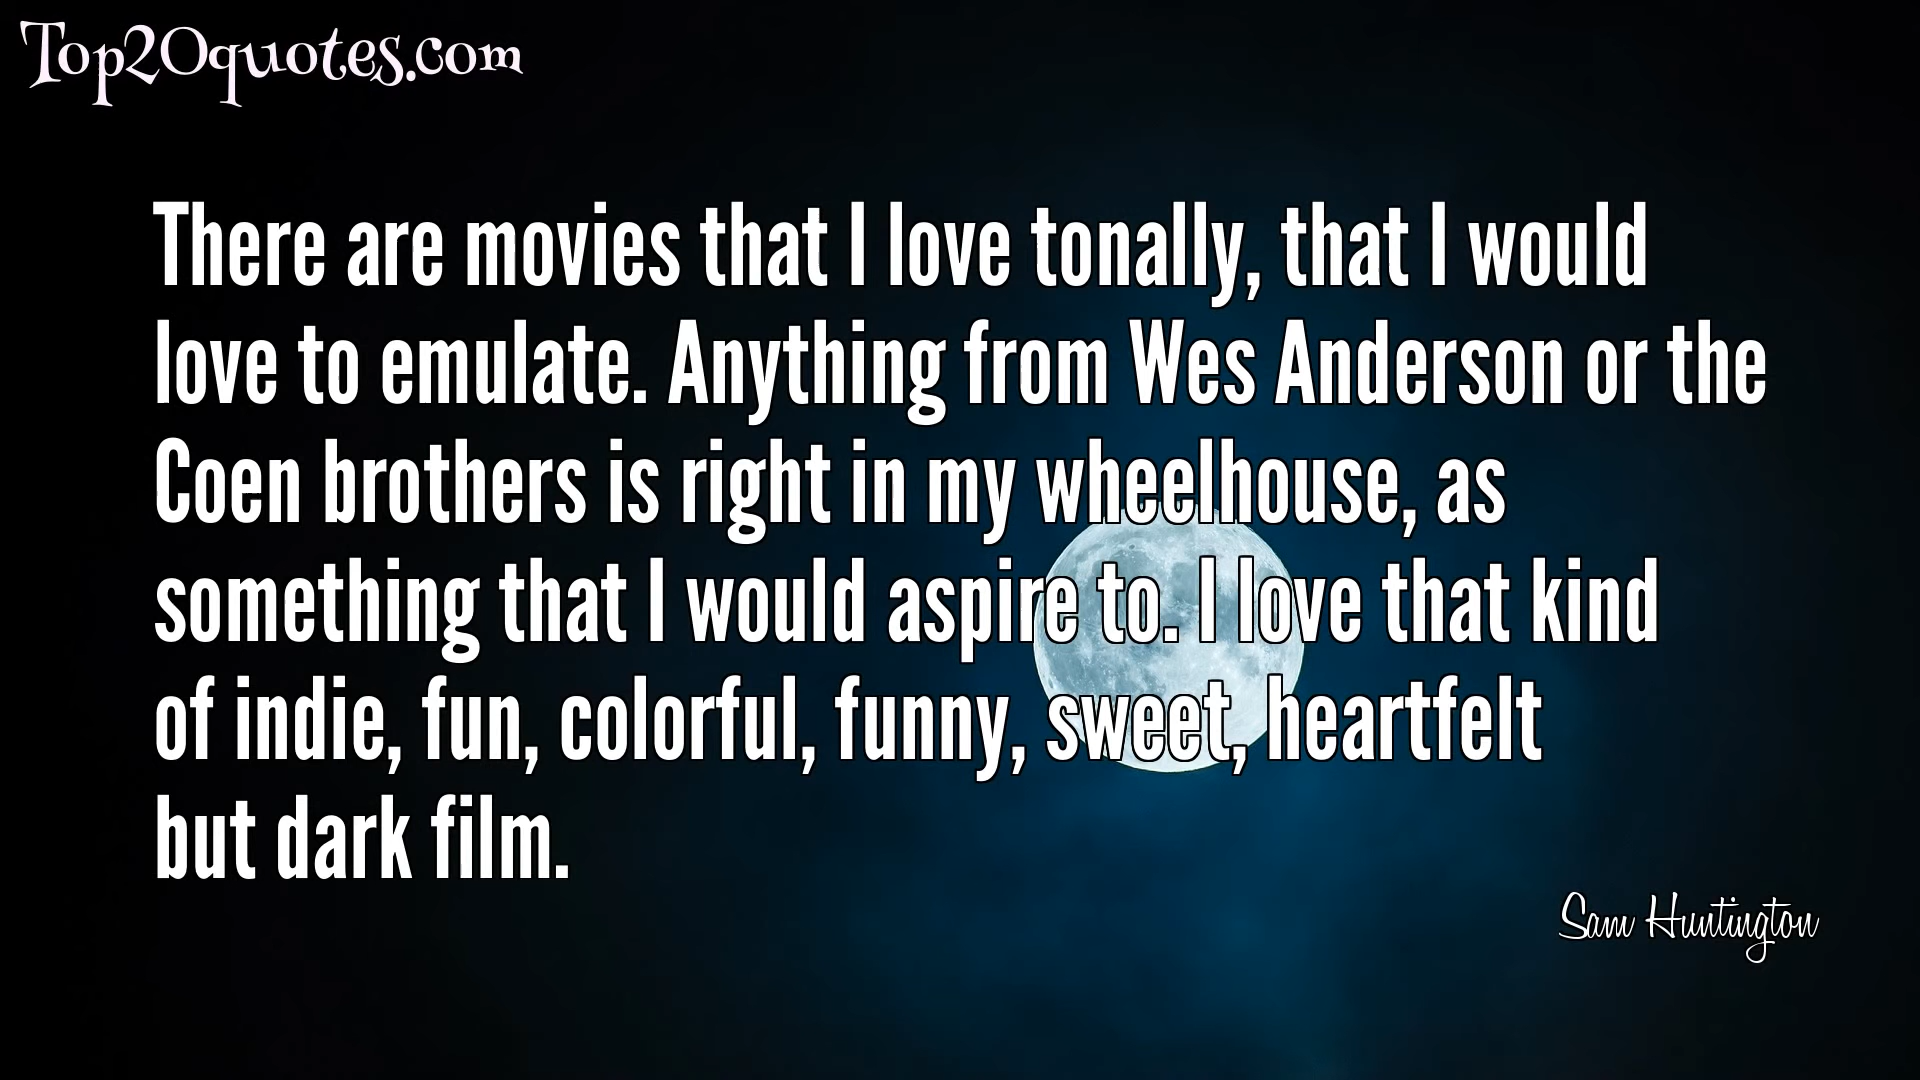 Top20quotes.com
There are movies that I love tonally, that I would
love to emulate. Anything from Wes Anderson or the
Coen brothers is right in my wheelhouse, as
something that I would aspire to. I love that kind
of indie, fun, colorful, funny, sweet, heartfelt
but dark film.
Sam Huntington